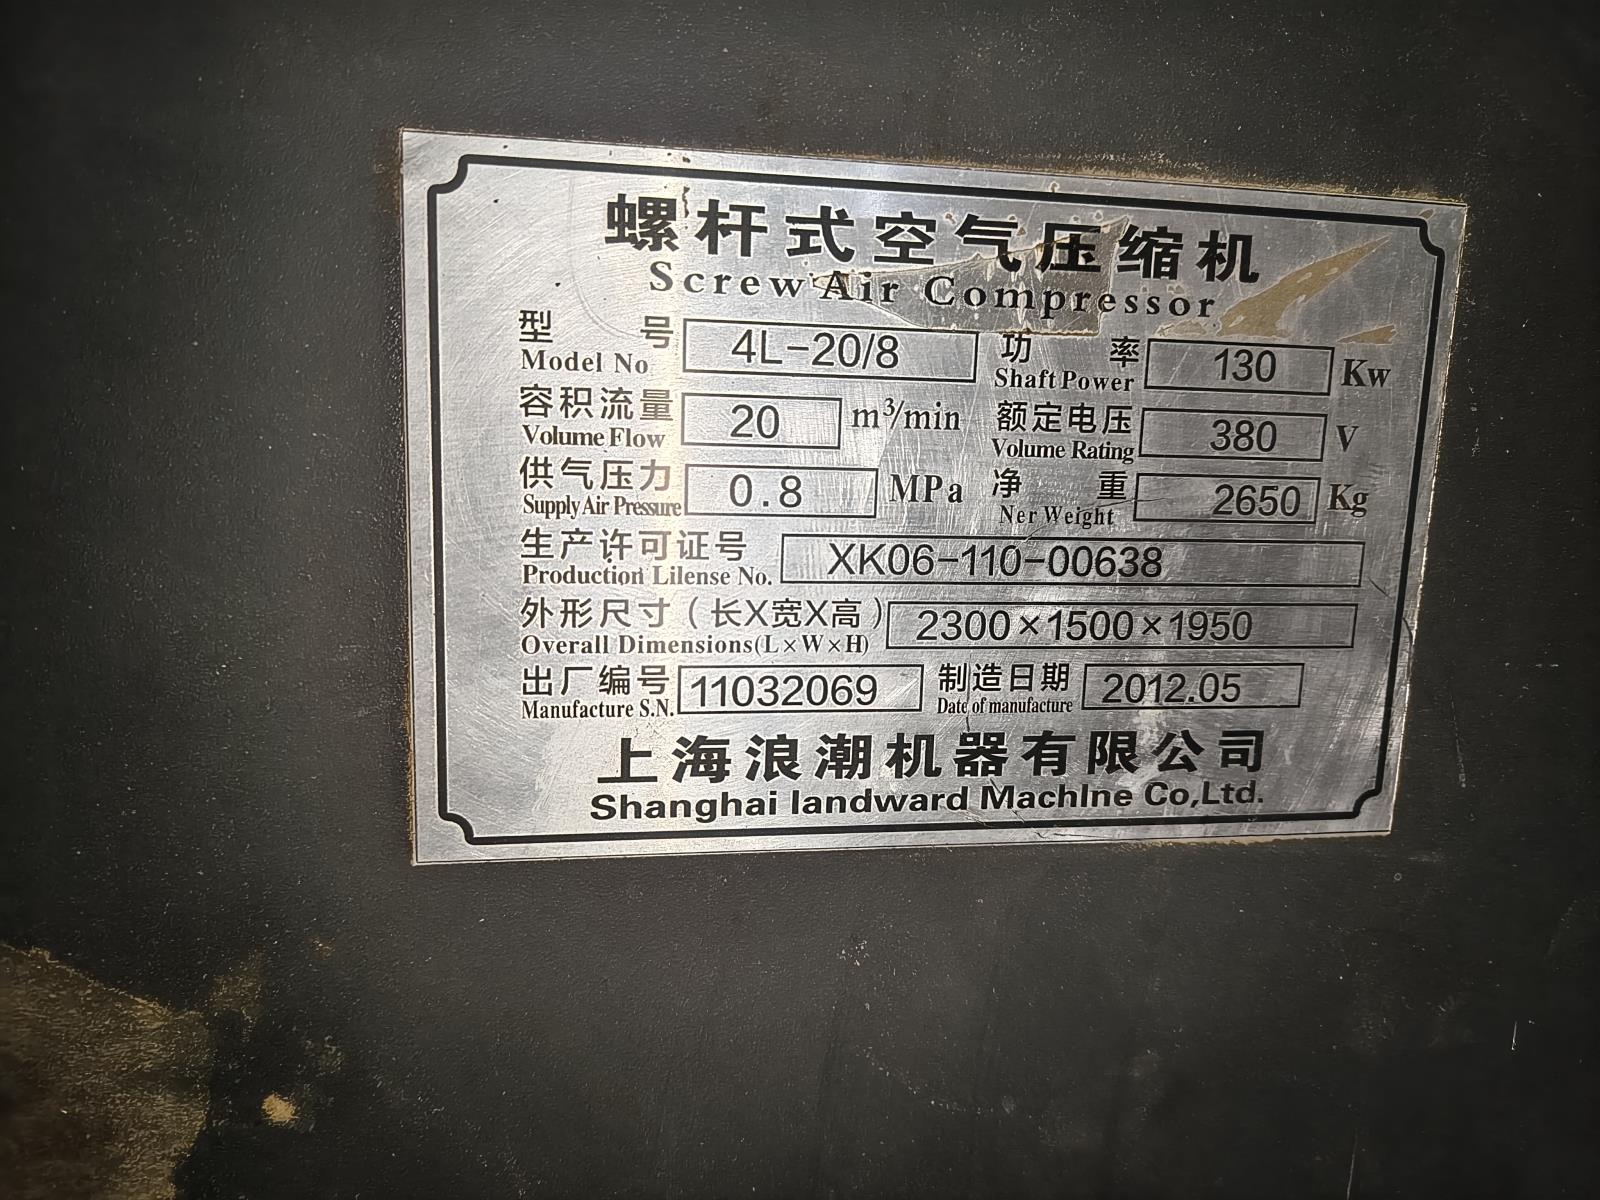 螺杆式空气压缩机
Screw Air Compressor
型 号 4L-20/8 功 率 130 Kw
Model No Shaft Power
容积流量 20 m³/min 额定电压 380 V
Volume Flow Volume Rating
供气压力 0.8 MPa 净 重 2650 Kg
Supply Air Pressure Ner Weight
生产许可证号 XK06-110-00638
Production Lilense No.
外形尺寸（长X宽X高） 2300×1500×1950
Overall Dimensions(L×W×H)
出厂编号 11032069 制造日期 2012.05
Manufacture S.N. Date of manufacture
上海浪潮机器有限公司
Shanghai landward Machlne Co,Ltd.